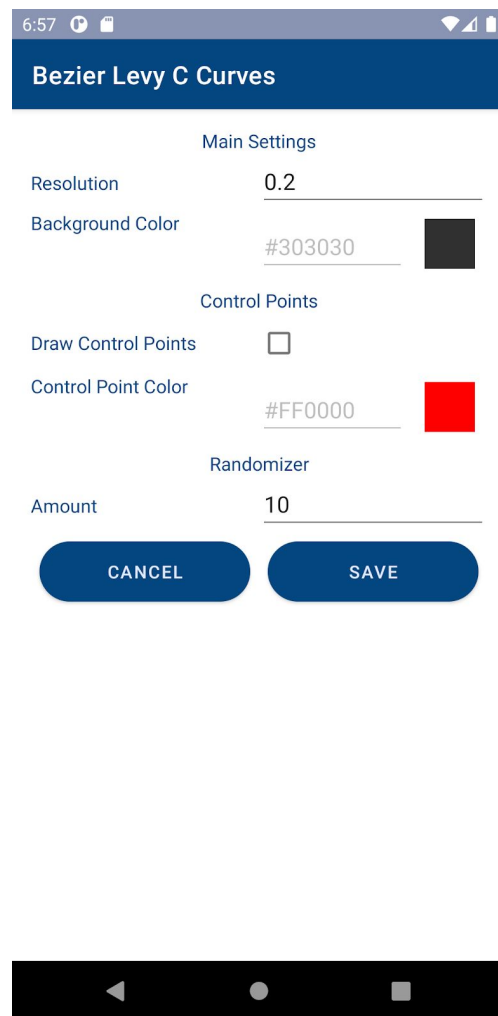 6:57
Bezier Levy C Curves
Main Settings
Resolution 0.2
Background Color #303030
Control Points
Draw Control Points
Control Point Color #FF0000
Randomizer
Amount 10
CANCEL SAVE